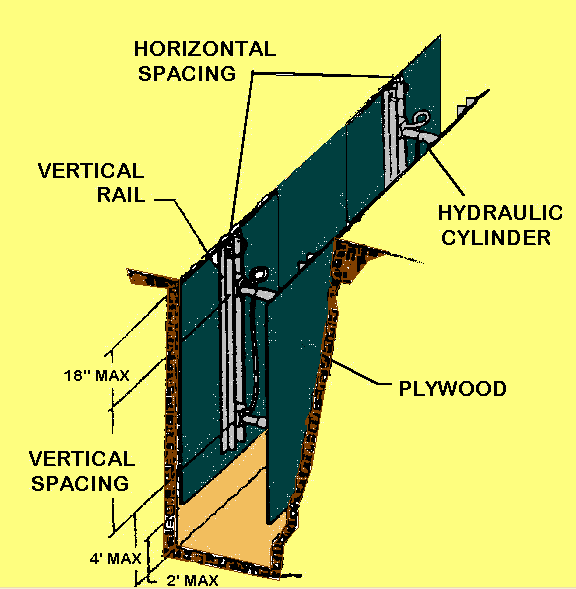 HORIZONTAL
SPACING
VERTICAL
RAIL
HYDRAULIC
CYLINDER
18" MAX
PLYWOOD
VERTICAL
SPACING
4' MAX
2' MAX